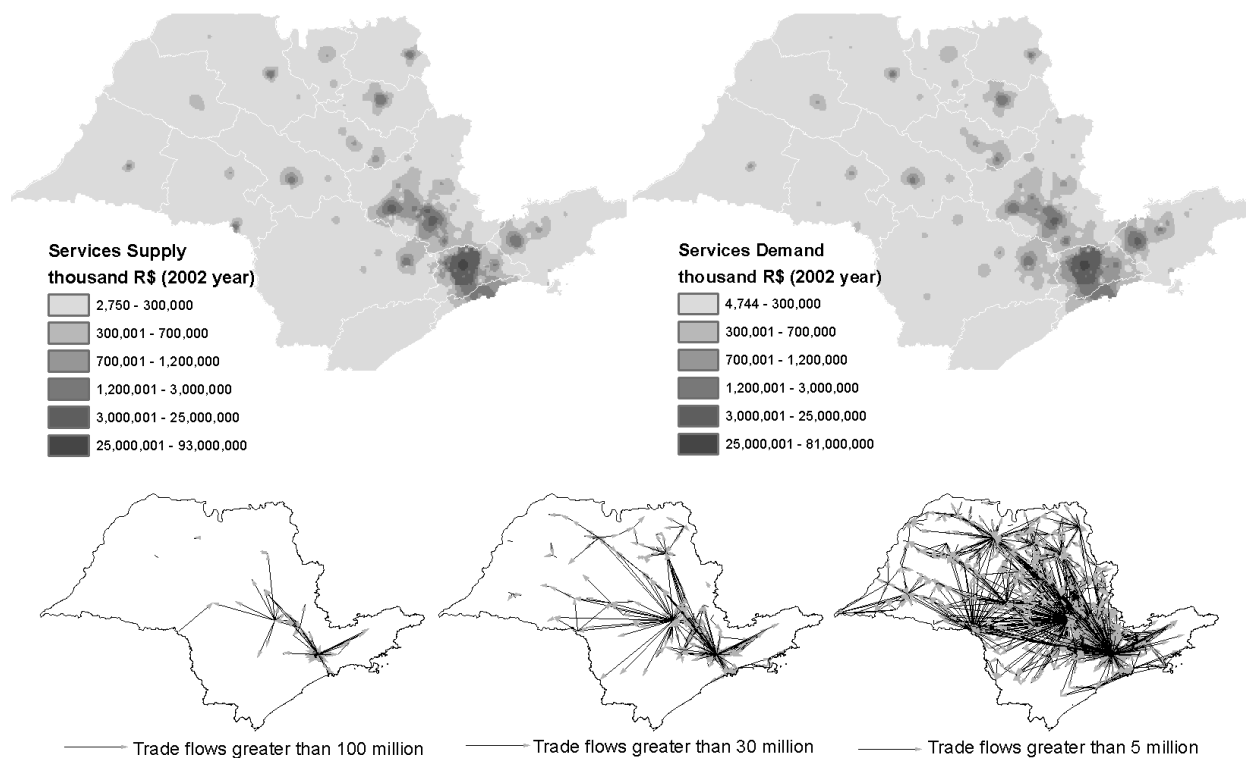 Services Supply
thousand R$ (2002 year)
2,750 - 300,000
300,001 - 700,000
700,001 - 1,200,000
1,200,001 - 3,000,000
3,000,001 - 25,000,000
25,000,001 - 93,000,000
Services Demand
thousand R$ (2002 year)
4,744 - 300,000
300,001 - 700,000
700,001 - 1,200,000
1,200,001 - 3,000,000
3,000,001 - 25,000,000
25,000,001 - 81,000,000
Trade flows greater than 100 million
Trade flows greater than 30 million
Trade flows greater than 5 million